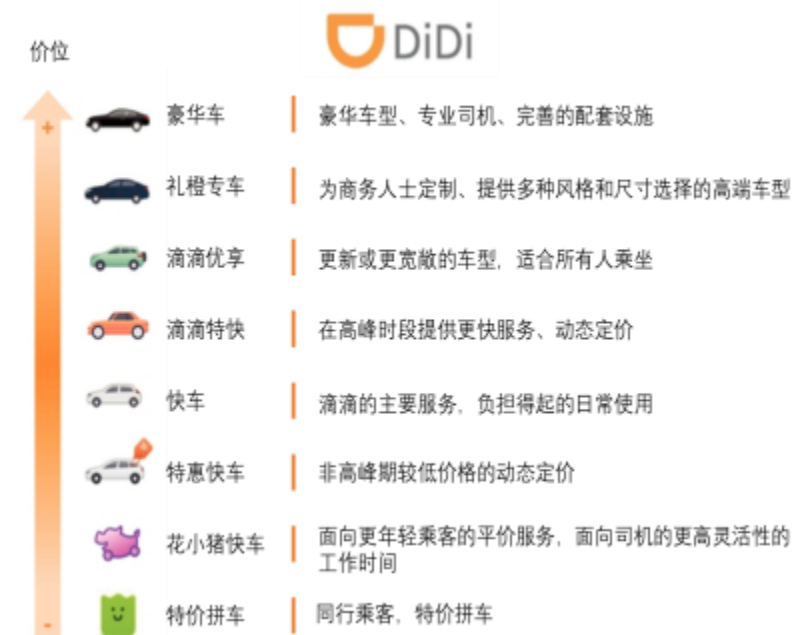 价位
DiDi
+
豪华车
豪华车型、专业司机、完善的配套设施
礼橙专车
为商务人士定制、提供多种风格和尺寸选择的高端车型
滴滴优享
更新或更宽敞的车型，适合所有人乘坐
滴滴特快
在高峰时段提供更快服务、动态定价
快车
滴滴的主要服务，负担得起的日常使用
特惠快车
非高峰期较低价格的动态定价
花小猪快车
面向更年轻乘客的平价服务，面向司机的更高灵活性的
工作时间
特价拼车
同行乘客，特价拼车
-